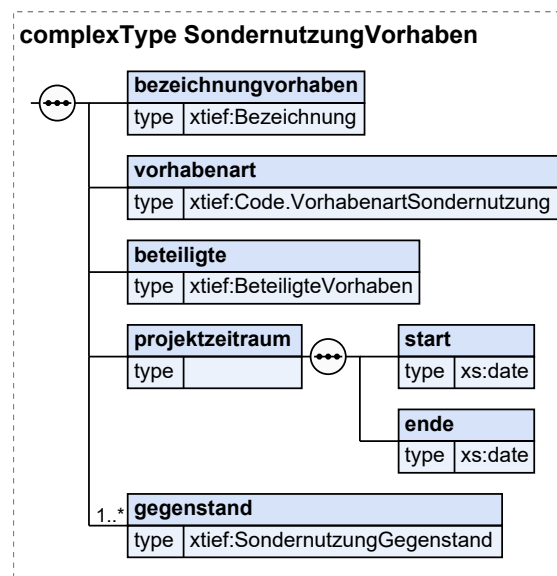 complexType SondernutzungVorhaben
bezeichnungvorhaben
type xtief:Bezeichnung
vorhabenart
type xtief:Code.VorhabenartSondernutzung
beteiligte
type xtief:BeteiligteVorhaben
projektzeitraum
type
start
type xs:date
ende
type xs:date
1..* gegenstand
type xtief:SondernutzungGegenstand